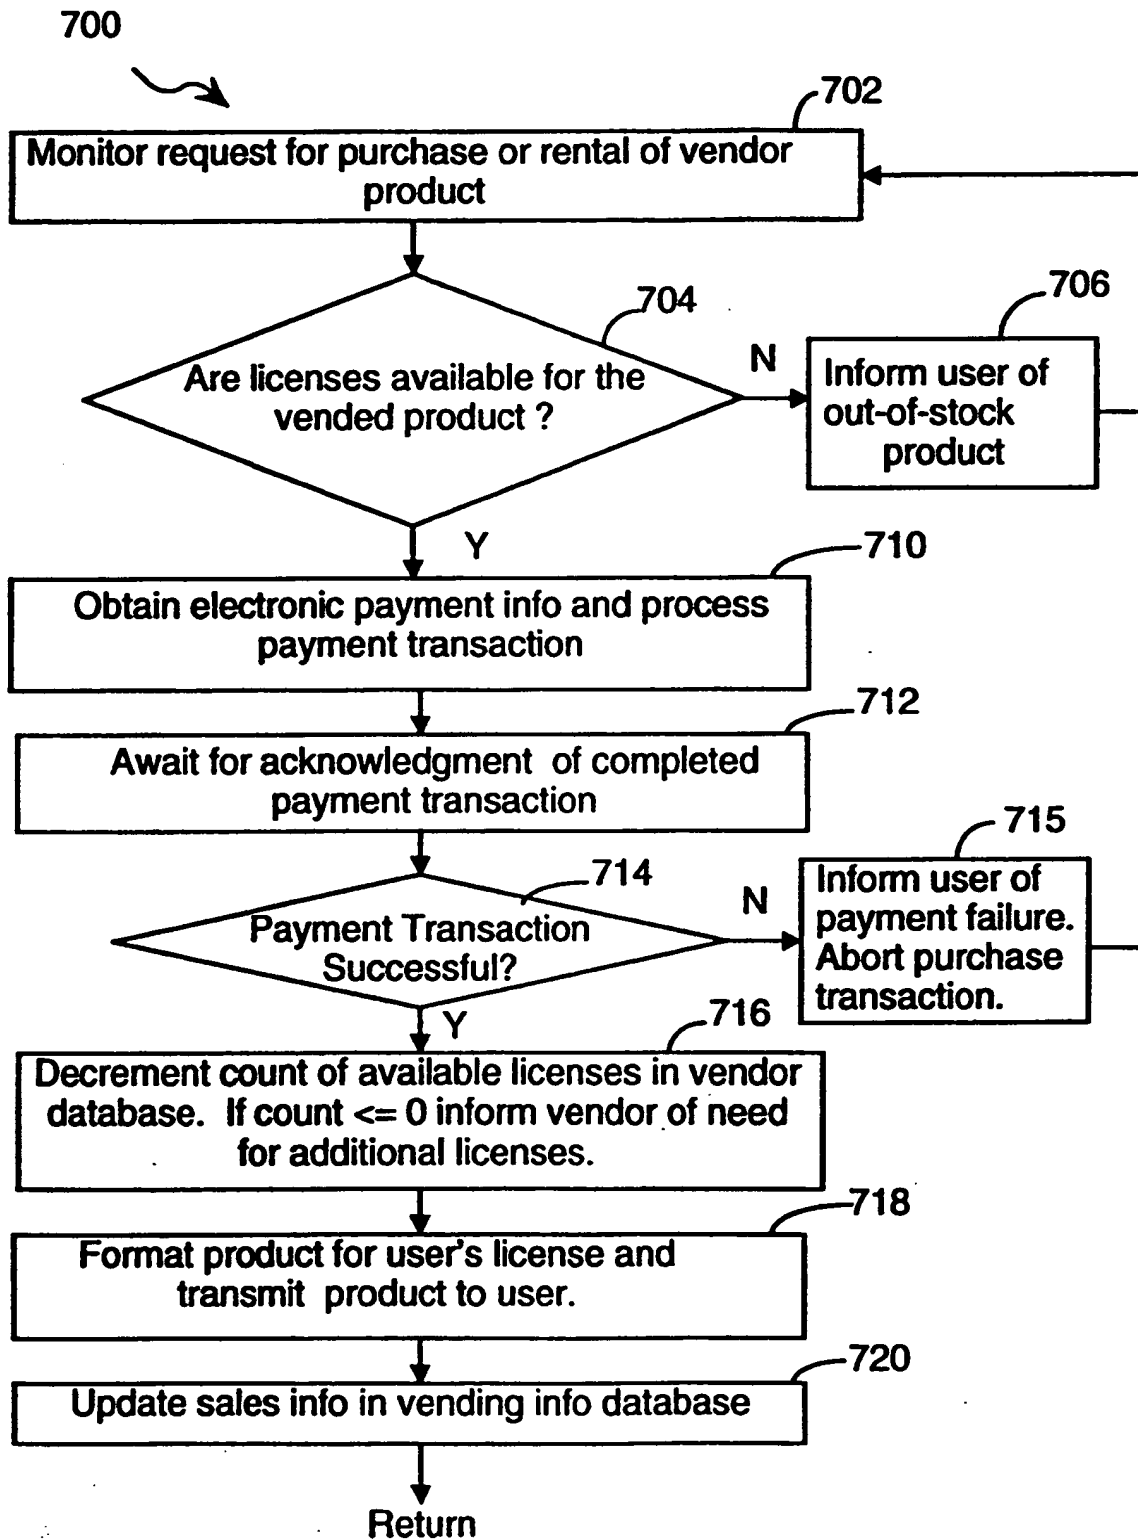 700
702
Monitor request for purchase or rental of vendor
product
704
Are licenses available for the
vended product ?
N
706
Inform user of
out-of-stock
product
Y
710
Obtain electronic payment info and process
payment transaction
712
Await for acknowledgment of completed
payment transaction
714
Payment Transaction
Successful?
N
715
Inform user of
payment failure.
Abort purchase
transaction.
Y
716
Decrement count of available licenses in vendor
database. If count <= 0 inform vendor of need
for additional licenses.
718
Format product for user's license and
transmit product to user.
720
Update sales info in vending info database
Return